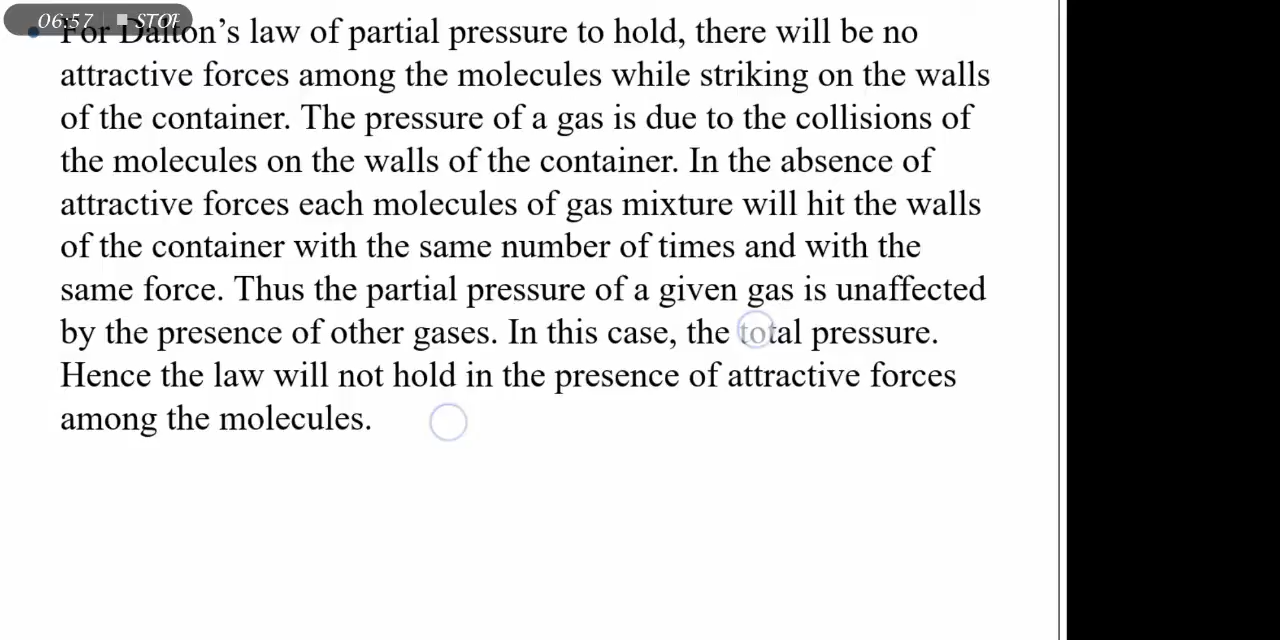 06:57 STOP
For Dalton's law of partial pressure to hold, there will be no
attractive forces among the molecules while striking on the walls
of the container. The pressure of a gas is due to the collisions of
the molecules on the walls of the container. In the absence of
attractive forces each molecules of gas mixture will hit the walls
of the container with the same number of times and with the
same force. Thus the partial pressure of a given gas is unaffected
by the presence of other gases. In this case, the total pressure.
Hence the law will not hold in the presence of attractive forces
among the molecules.